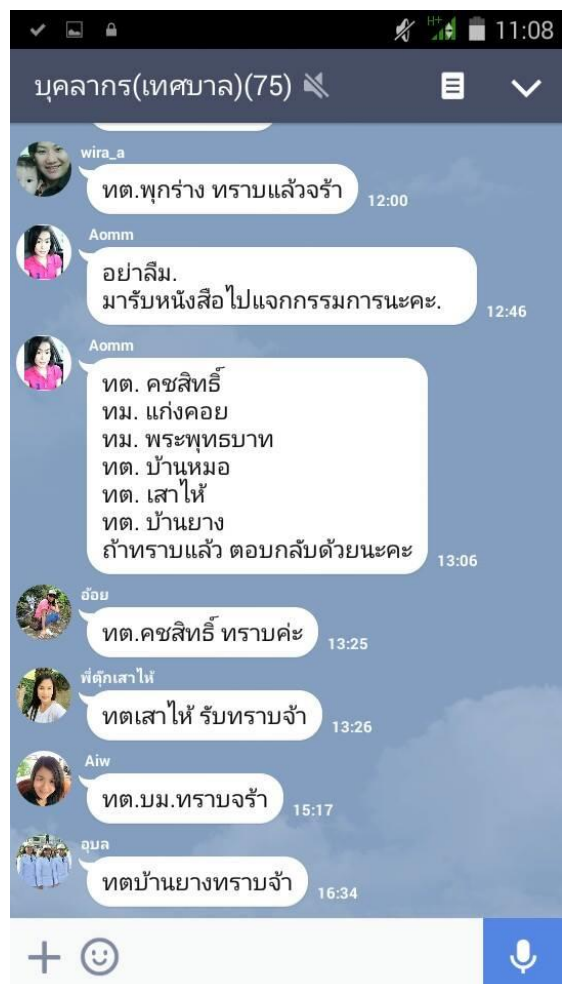 H+
11:08
บุคลากร(เทศบาล)(75)
wira_a
ทต.พุกร่าง ทราบแล้วจร้า
12:00
Aomm
อย่าลืม.
มารับหนังสือไปแจกกรรมการนะคะ.
12:46
Aomm
ทต. คชสิทธิ์
ทม. แก่งคอย
ทม. พระพุทธบาท
ทต. บ้านหมอ
ทต. เสาไห้
ทต. บ้านยาง
ถ้าทราบแล้ว ตอบกลับด้วยนะคะ
13:06
อ้อย
ทต.คชสิทธิ์ ทราบค่ะ
13:25
พี่ตุ๊กเสาไห้
ทตเสาไห้ รับทราบจ้า
13:26
Aiw
ทต.บม.ทราบจร้า
15:17
อุบล
ทตบ้านยางทราบจ้า
16:34